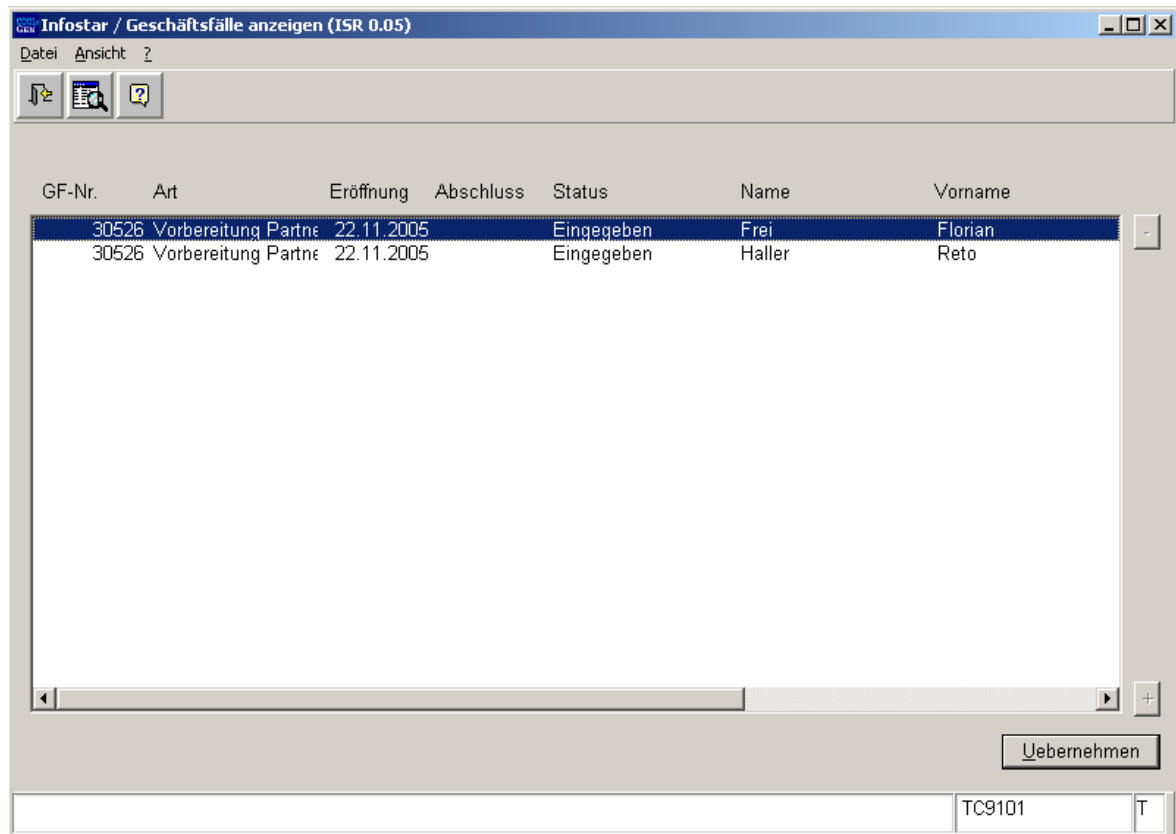 Infostar / Geschäftsfälle anzeigen (ISR 0.05)
Datei Ansicht ?
GF-Nr. Art Eröffnung Abschluss Status Name Vorname
30526 Vorbereitung Partne 22.11.2005 Eingegeben Frei Florian
30526 Vorbereitung Partne 22.11.2005 Eingegeben Haller Reto
-
+
Uebernehmen
TC9101 T